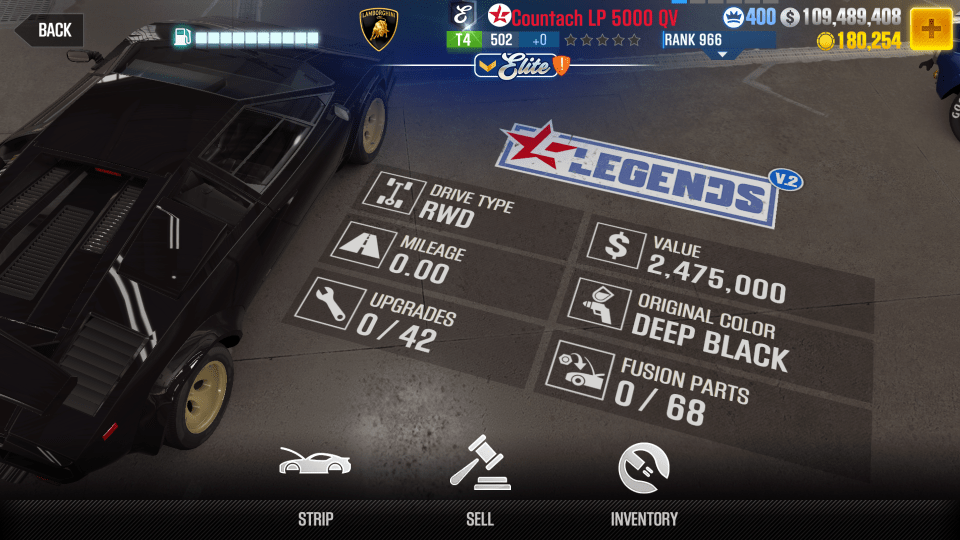 BACK
LAMBORGHINI
Countach LP 5000 QV
400
109,489,408
T4 502 +0
RANK 966
180,254
Elite
LEGENDS V.2
DRIVE TYPE
RWD
MILEAGE
0.00
UPGRADES
0 / 42
VALUE
2,475,000
ORIGINAL COLOR
DEEP BLACK
FUSION PARTS
0 / 68
STRIP
SELL
INVENTORY